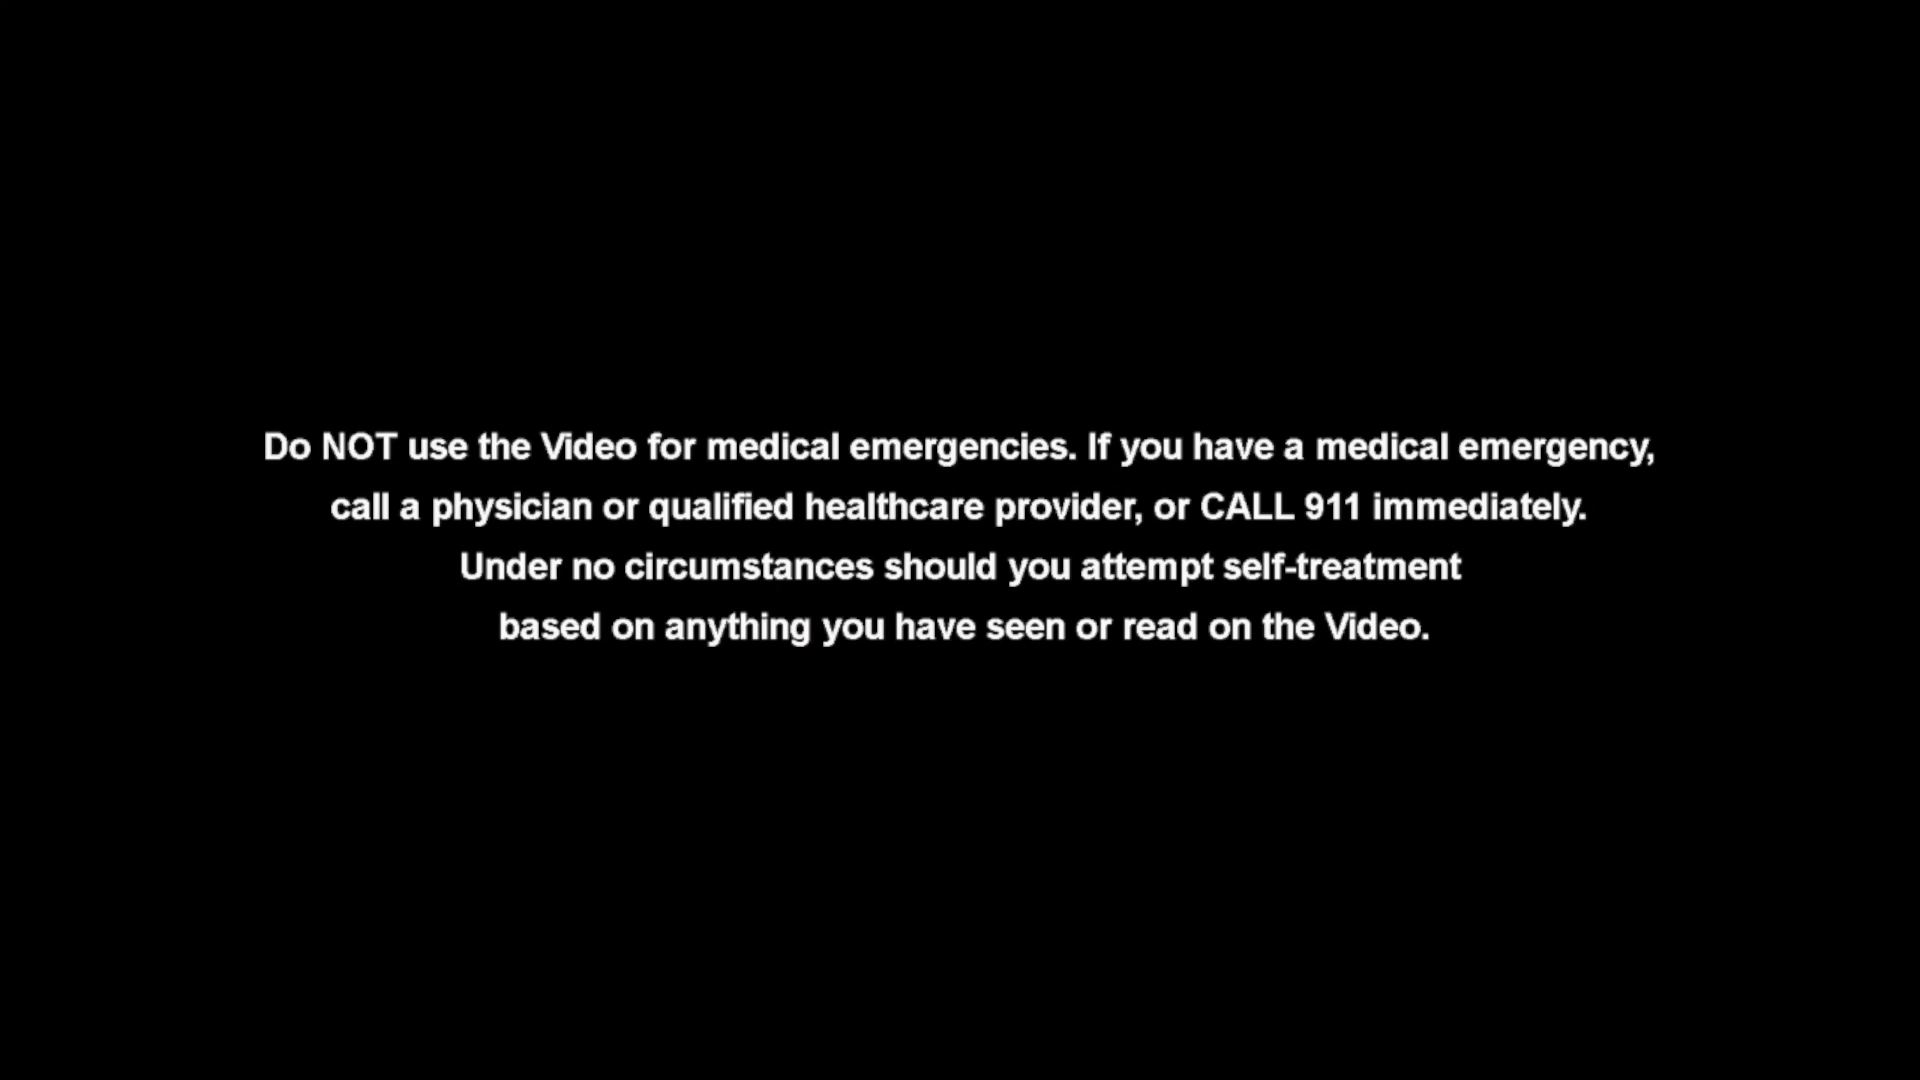 Do NOT use the Video for medical emergencies. If you have a medical emergency,
call a physician or qualified healthcare provider, or CALL 911 immediately.
Under no circumstances should you attempt self-treatment
based on anything you have seen or read on the Video.